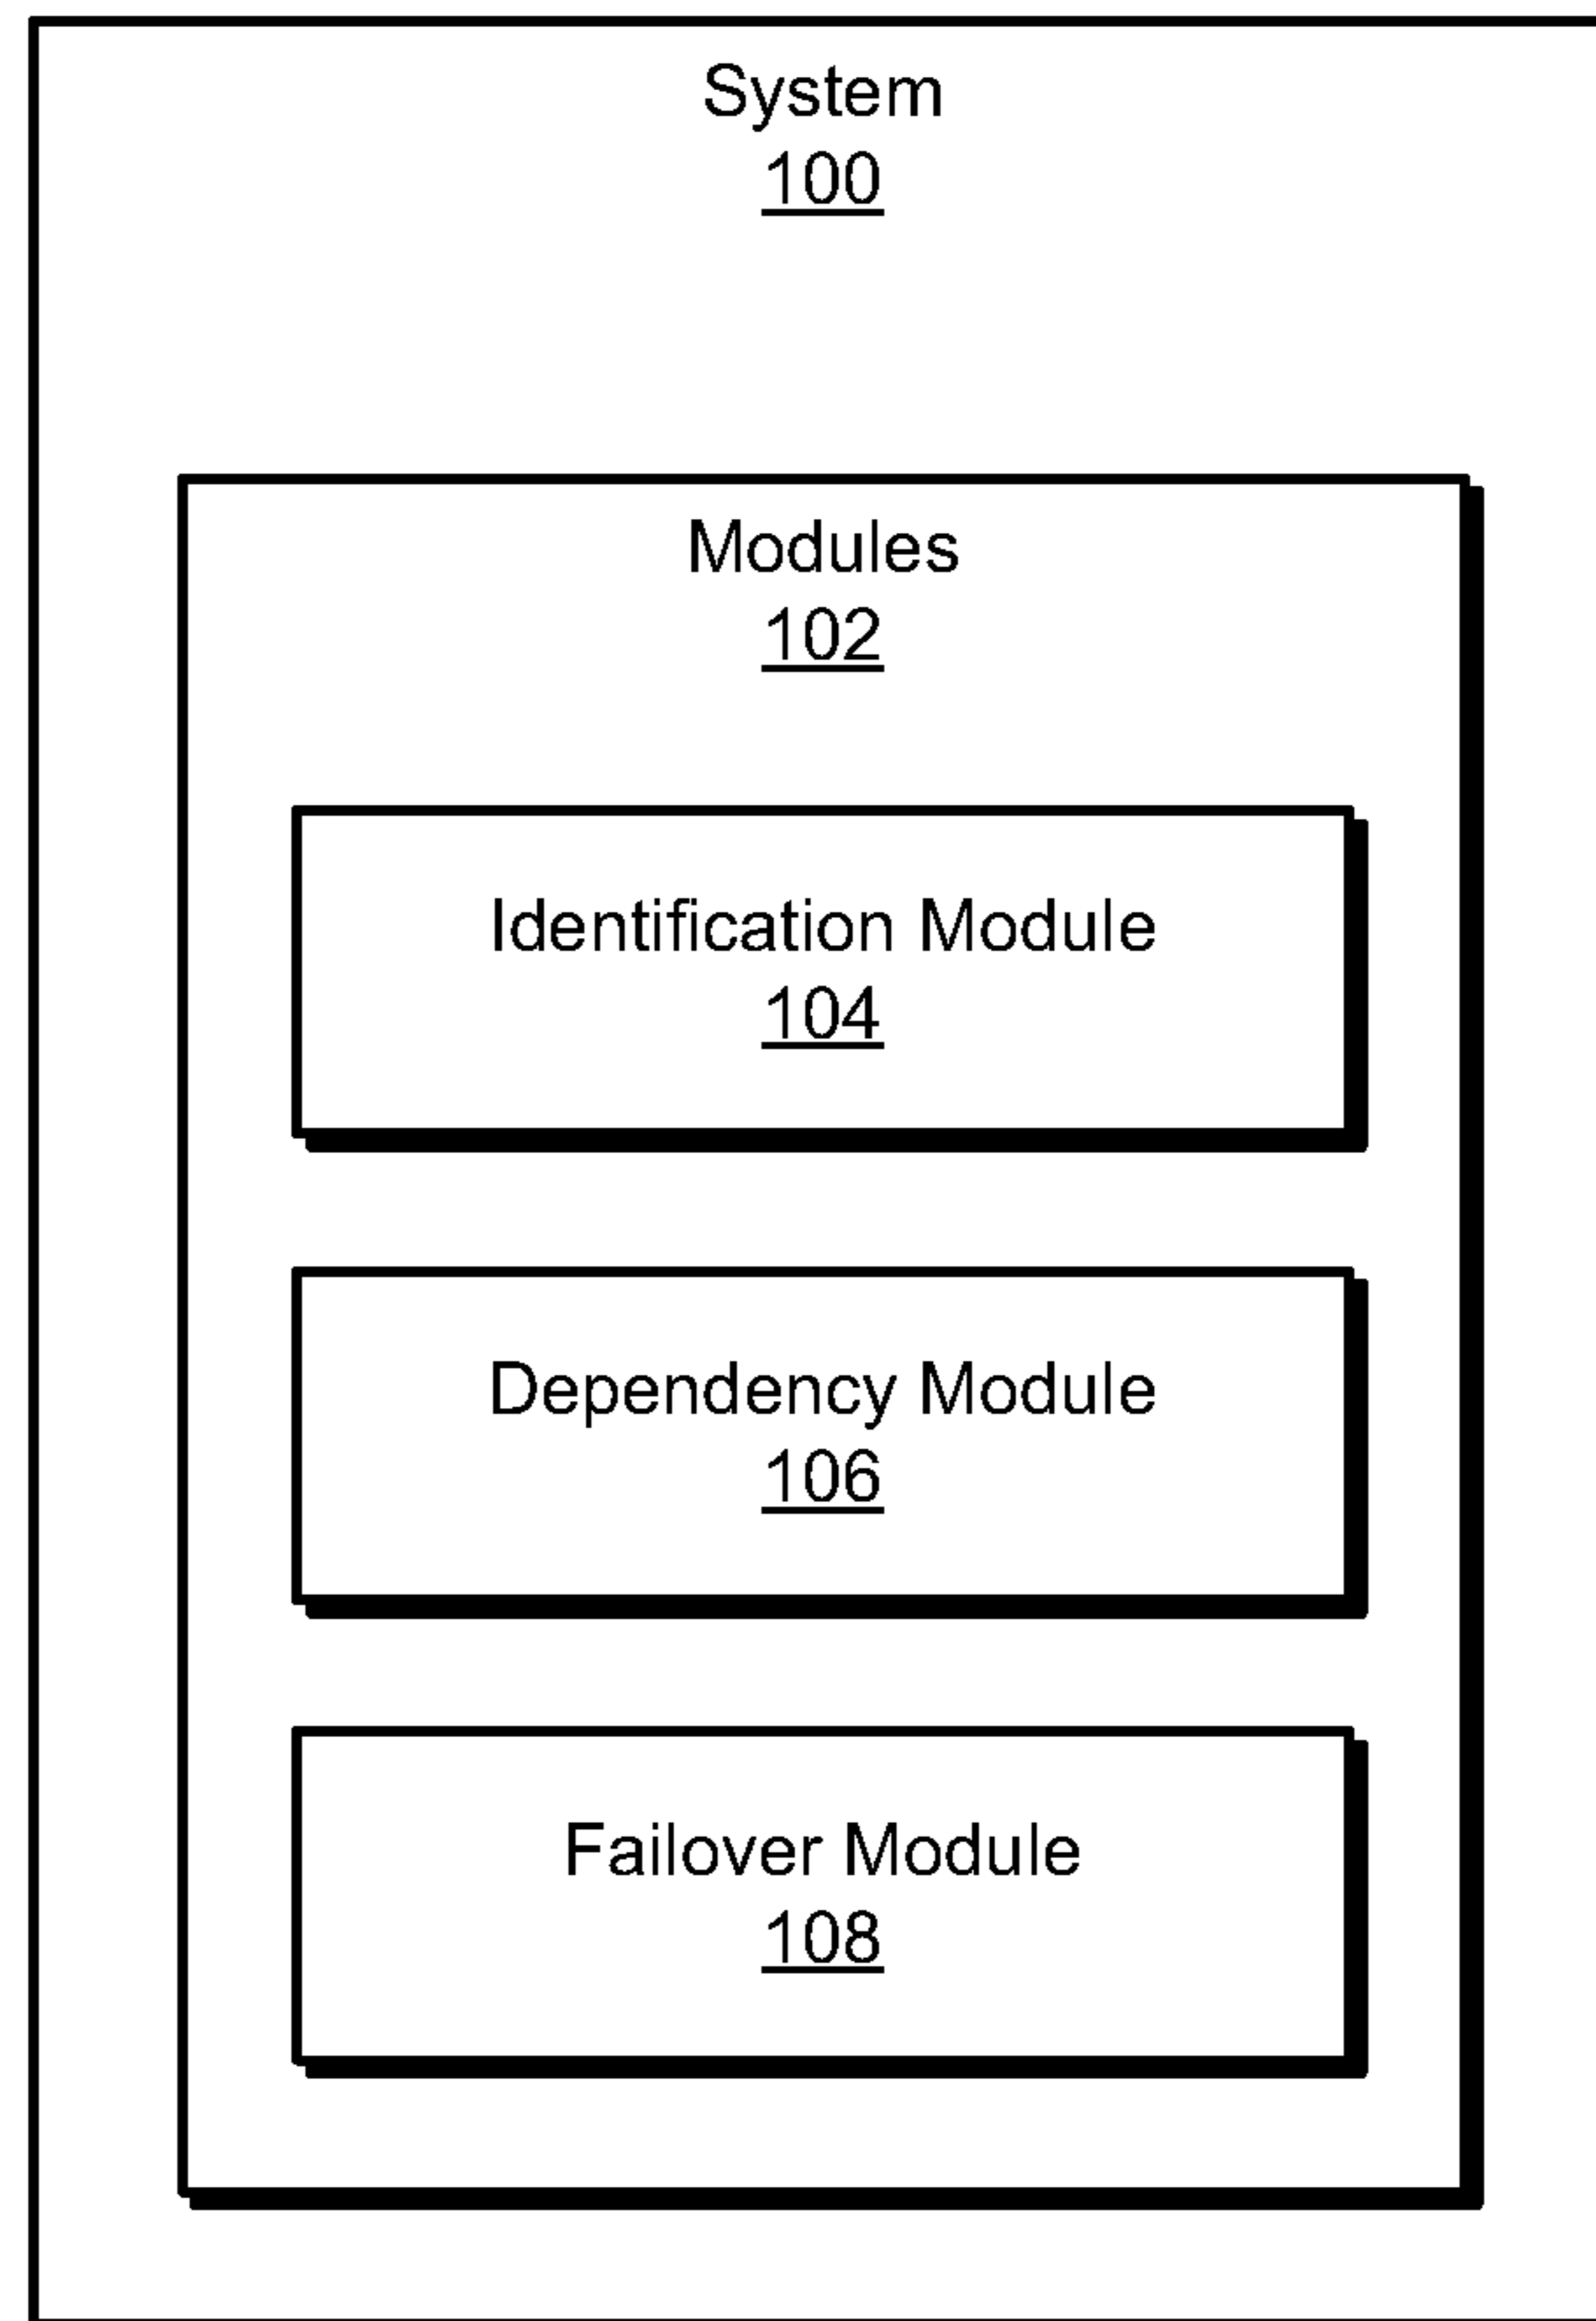 System
100
Modules
102
Identification Module
104
Dependency Module
106
Failover Module
108